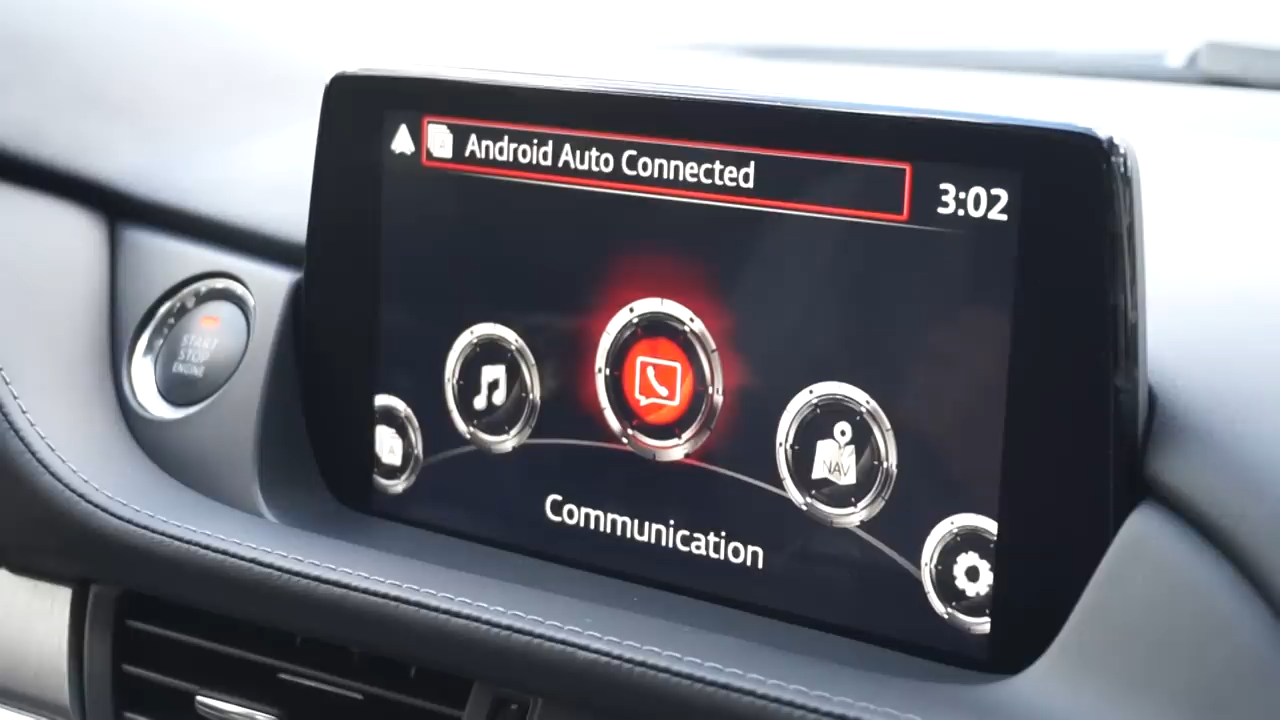 Android Auto Connected
3:02
START
STOP
ENGINE
NAV
A
Communication